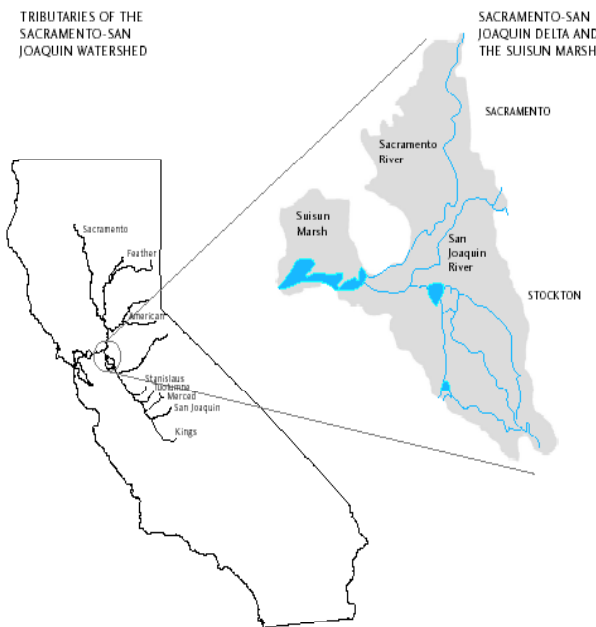 TRIBUTARIES OF THE
SACRAMENTO-SAN
JOAQUIN WATERSHED
SACRAMENTO-SAN
JOAQUIN DELTA AND
THE SUISUN MARSH
SACRAMENTO
Sacramento
River
Suisun
Marsh
San
Joaquin
River
STOCKTON
Sacramento
Feather
American
Stanislaus
Tuolumne
Merced
San Joaquin
Kings